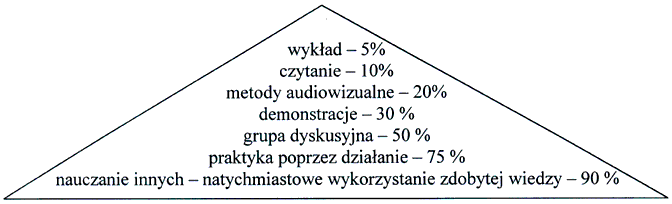 wykład – 5%
czytanie – 10%
metody audiowizualne – 20%
demonstracje – 30 %
grupa dyskusyjna – 50 %
praktyka poprzez działanie – 75 %
nauczanie innych – natychmiastowe wykorzystanie zdobytej wiedzy – 90 %